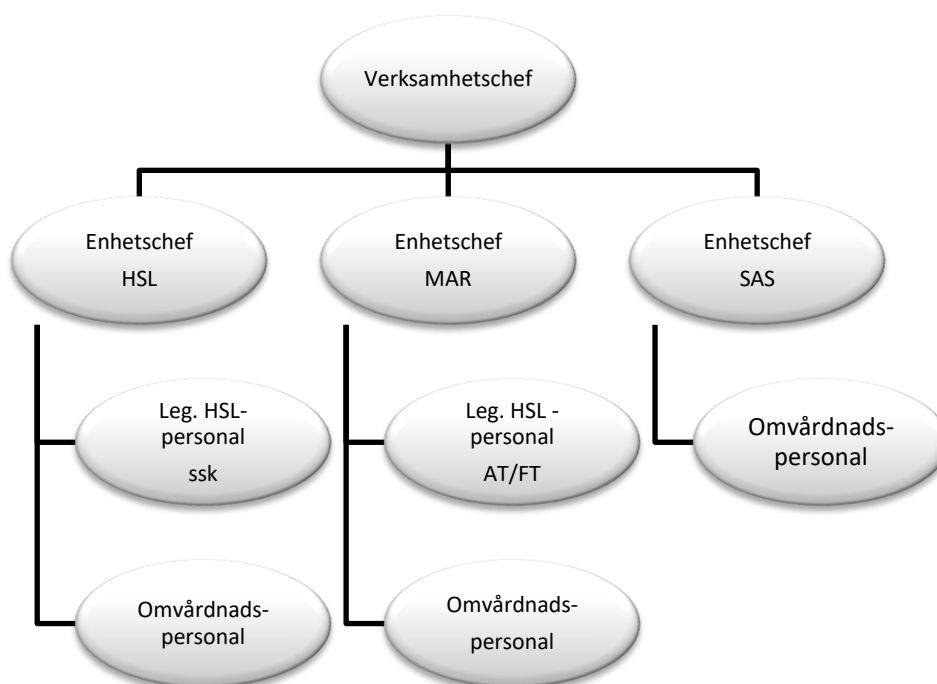 Verksamhetschef
Enhetschef
HSL
Enhetschef
MAR
Enhetschef
SAS
Leg. HSL-
personal
ssk
Leg. HSL -
personal
AT/FT
Omvårdnads-
personal
Omvårdnads-
personal
Omvårdnads-
personal